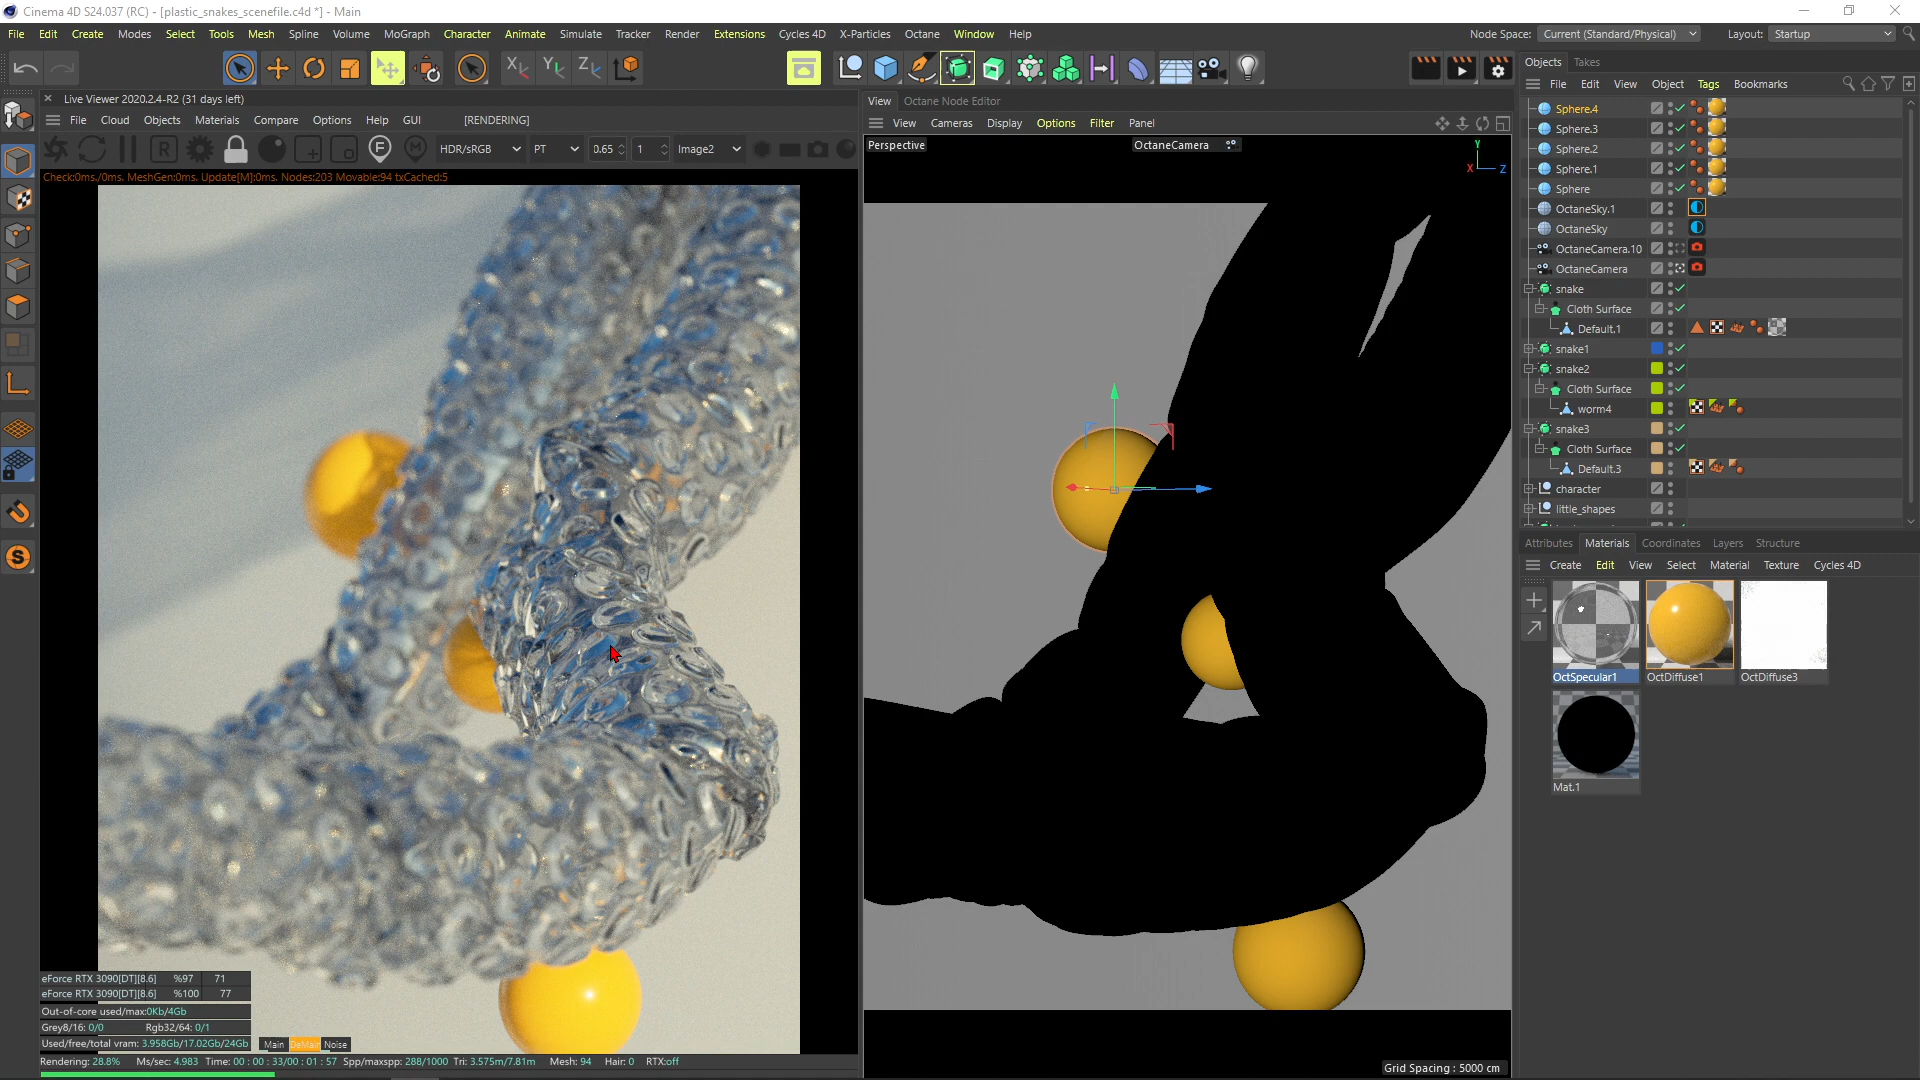 Cinema 4D S24.037 (RC) - [plastic_snakes_scenefile.c4d *] - Main
File Edit Create Modes Select Tools Mesh Spline Volume MoGraph Character Animate Simulate Tracker Render Extensions Cycles 4D X-Particles Octane Window Help
Node Space: Current (Standard/Physical) Layout: Startup
Live Viewer 2020.2.4-R2 (31 days left)
File Cloud Objects Materials Compare Options Help GUI [RENDERING]
HDR/sRGB PT 0.65 1 Image2
Check:0ms./0ms. MeshGen:0ms. Update[M]:0ms. Nodes:203 Movable:94 txCached:5
eForce RTX 3090[DT][8.6] %97 71
eForce RTX 3090[DT][8.6] %100 77
Out-of-core used/max:0Kb/4Gb
Grey8/16: 0/0 Rgb32/64: 0/1
Used/free/total vram: 3.958Gb/17.02Gb/24Gb
Main DeMain Noise
Rendering: 28.8% Ms/sec: 4.983 Time: 00 : 00 : 33/00 : 01 : 57 Spp/maxspp: 288/1000 Tri: 3.575m/7.81m Mesh: 94 Hair: 0 RTX:off
View Octane Node Editor
View Cameras Display Options Filter Panel
Perspective
OctaneCamera
Y
X
Z
Grid Spacing : 5000 cm
Objects Takes
File Edit View Object Tags Bookmarks
Sphere.4
Sphere.3
Sphere.2
Sphere.1
Sphere
OctaneSky.1
OctaneSky
OctaneCamera.10
OctaneCamera
snake
Cloth Surface
Default.1
snake1
snake2
Cloth Surface
worm4
snake3
Cloth Surface
Default.3
character
little_shapes
Attributes Materials Coordinates Layers Structure
Create Edit View Select Material Texture Cycles 4D
OctSpecular1
OctDiffuse1
OctDiffuse3
Mat.1